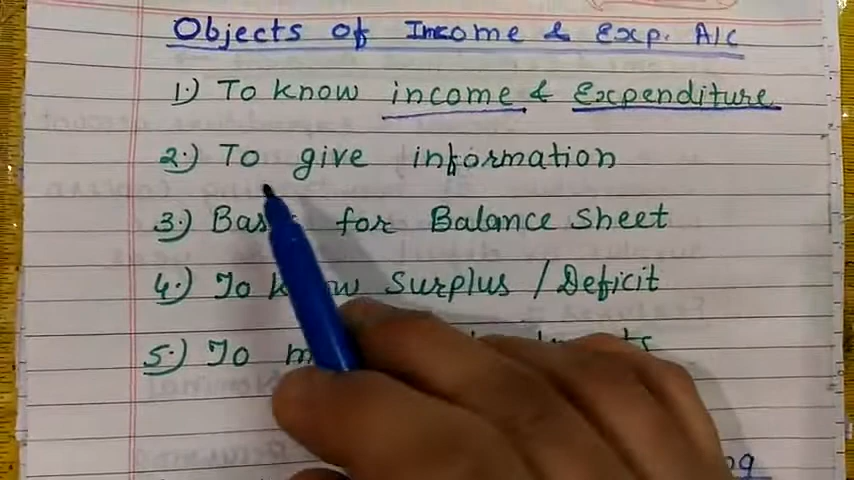 Objects of Income & Exp. A/c
1.) To know income & Expenditure
2.) To give information
3.) for Balance Sheet
4.) To Surplus / Deficit
5.) To